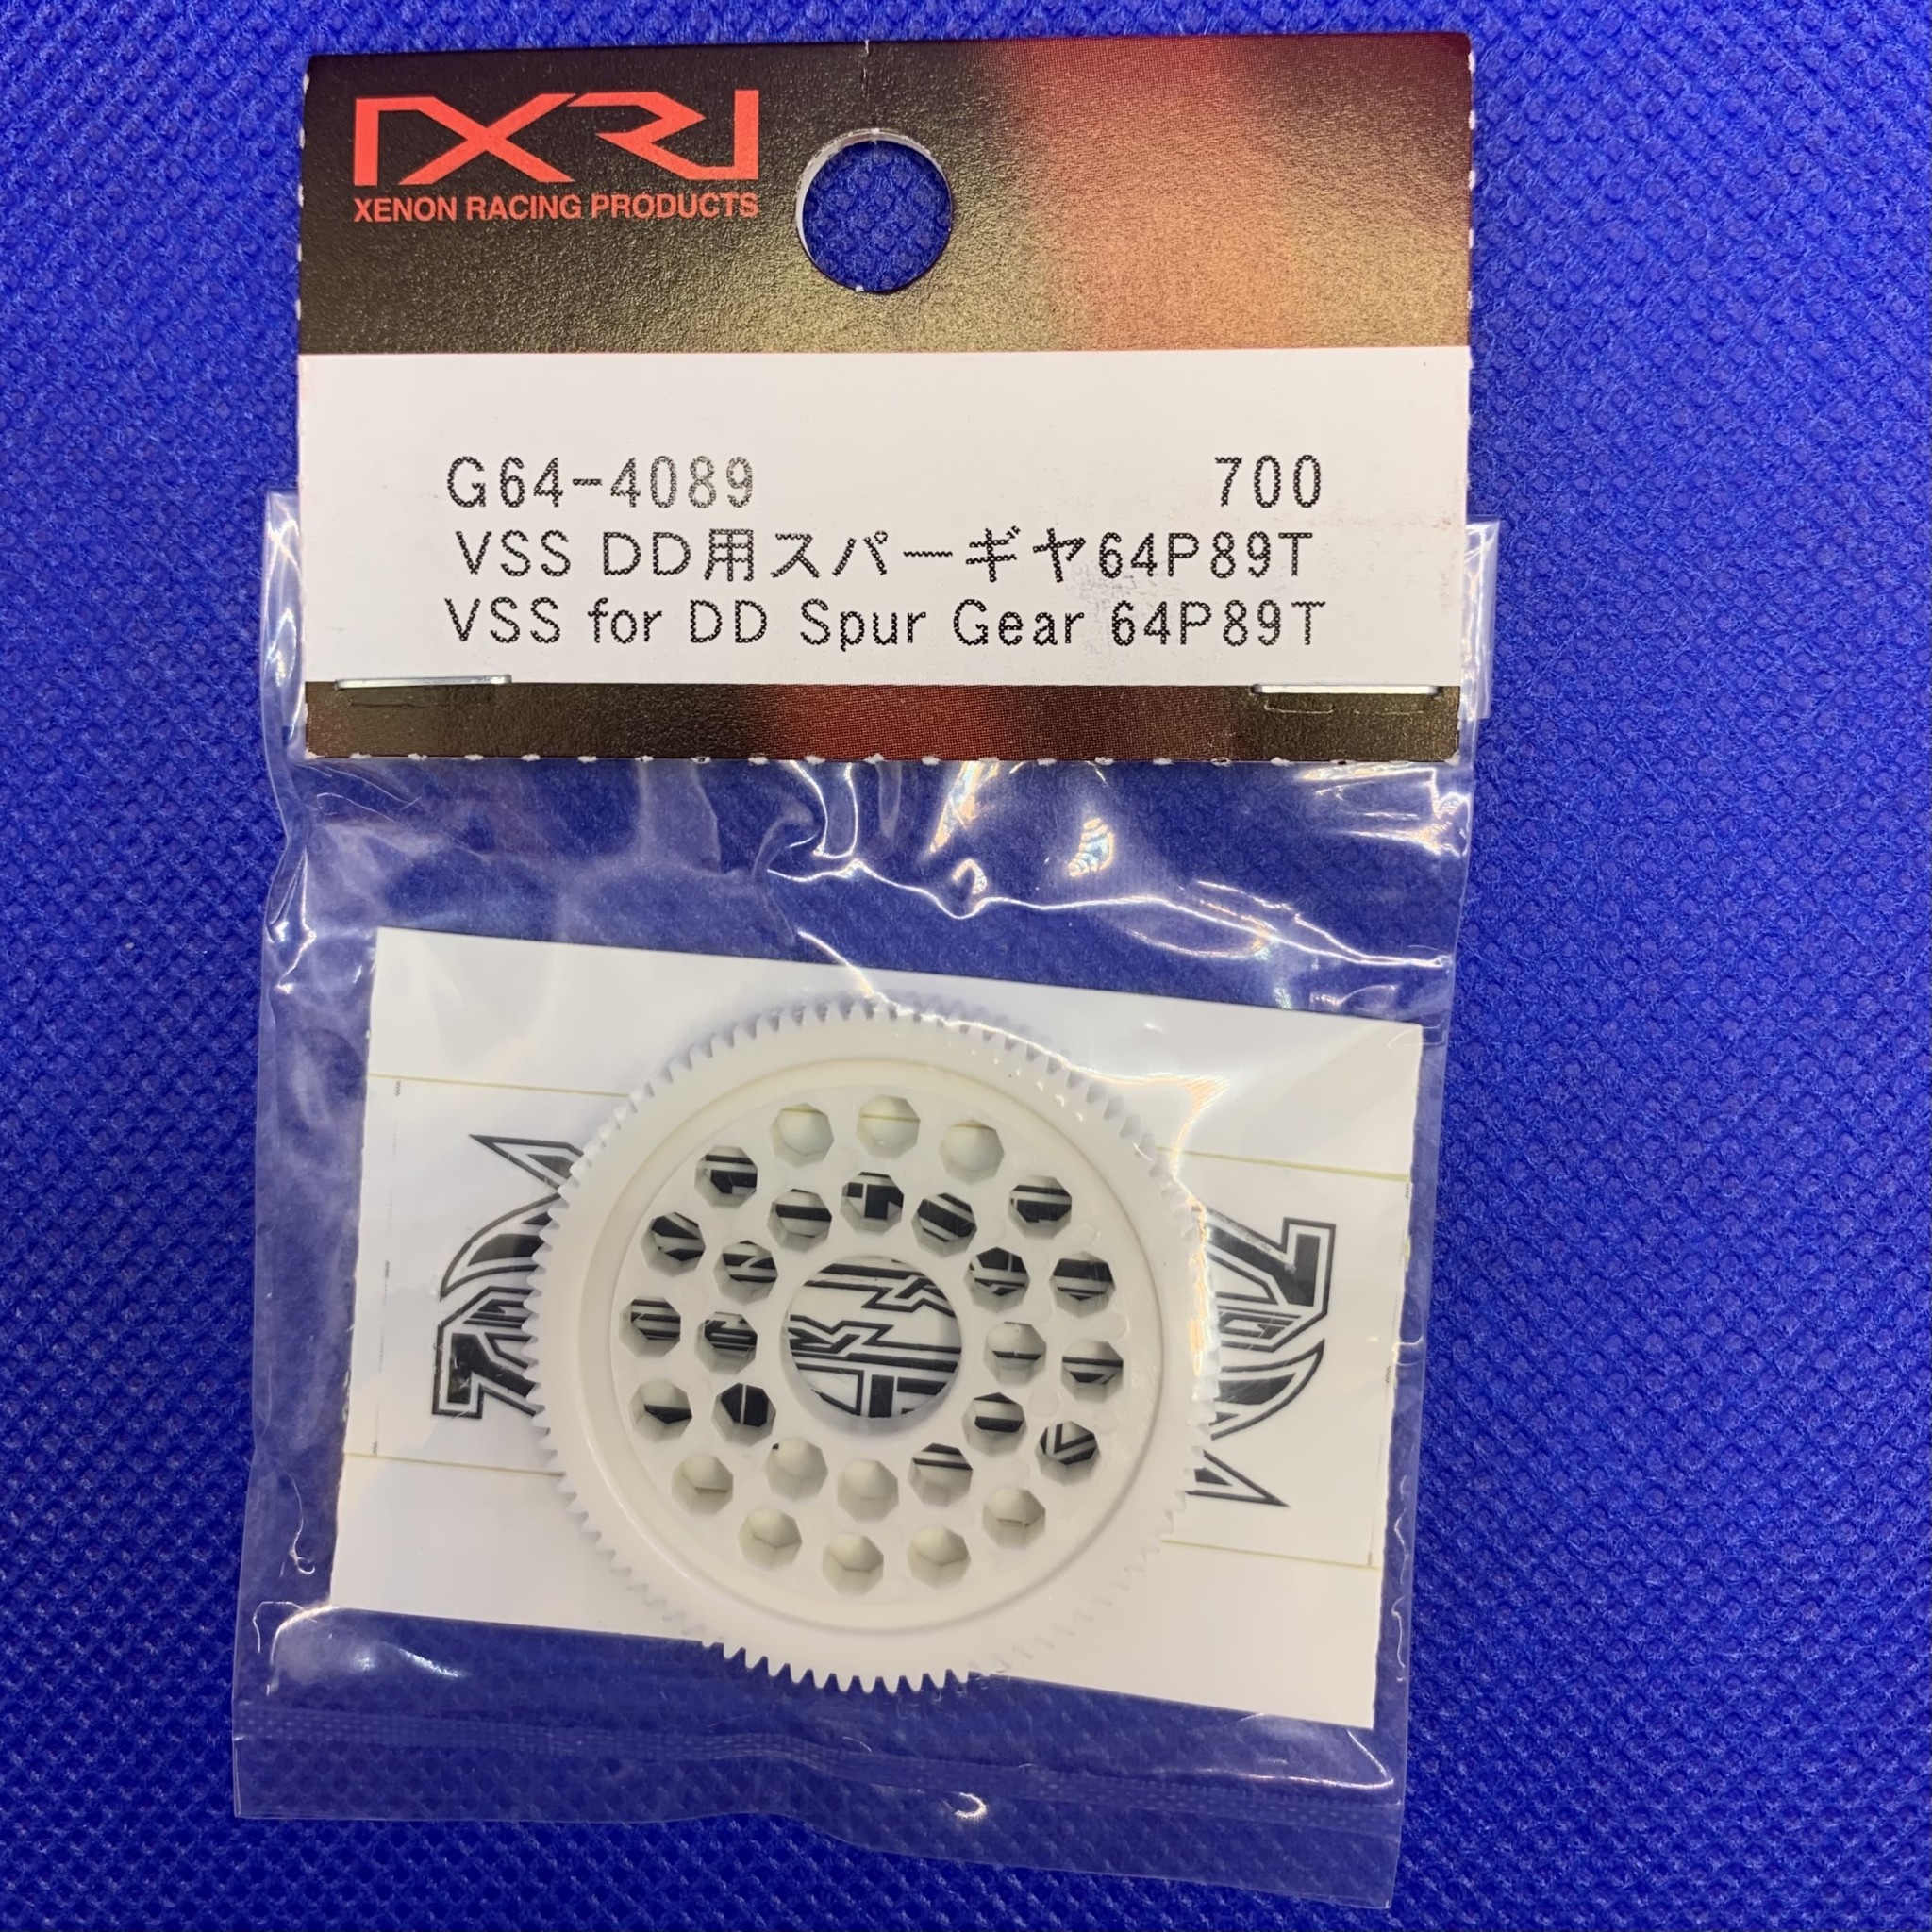 XRJ
XENON RACING PRODUCTS
G64-4089 700
VSS DD用スパーギヤ64P89T
VSS for DD Spur Gear 64P89T